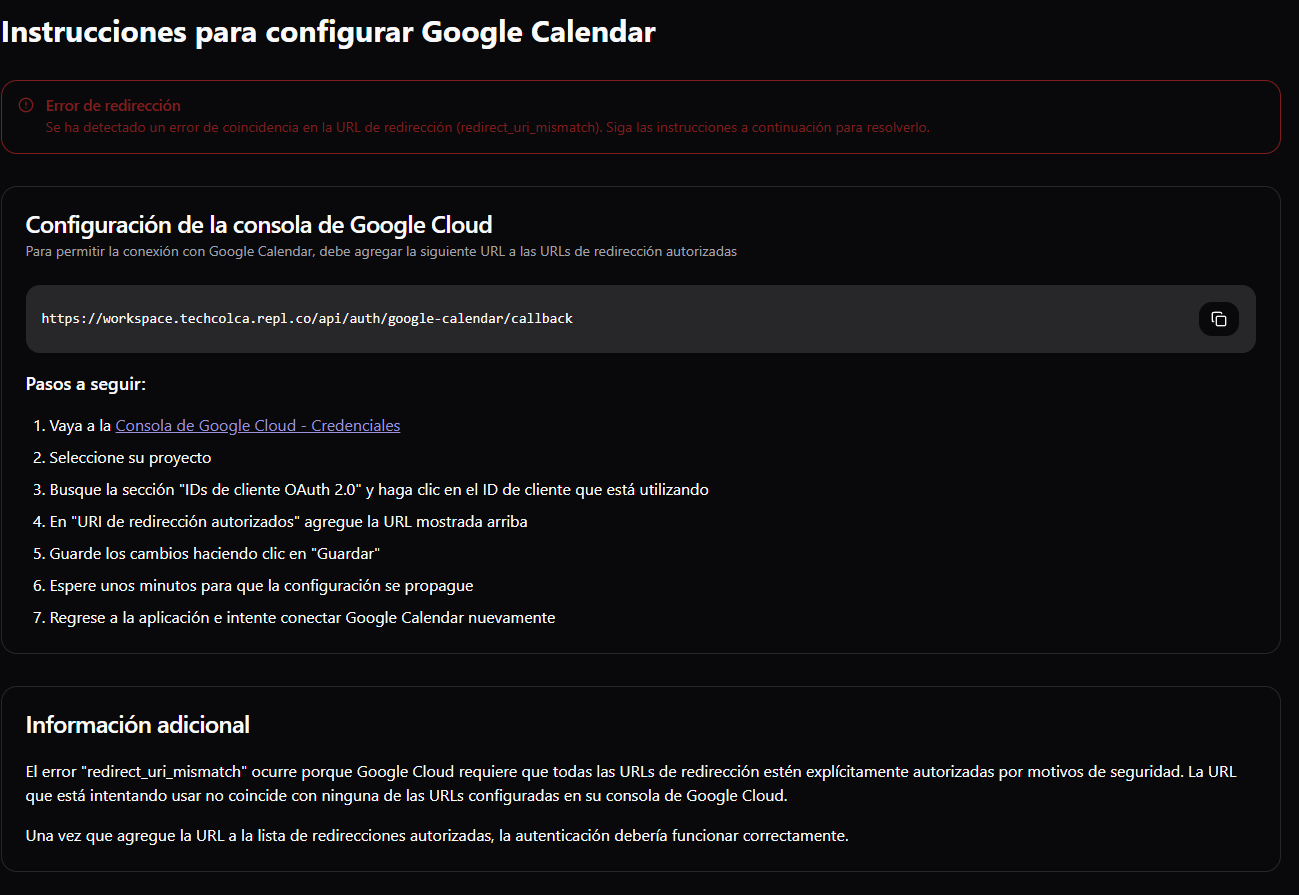 Instrucciones para configurar Google Calendar
Error de redirección
Se ha detectado un error de coincidencia en la URL de redirección (redirect_uri_mismatch). Siga las instrucciones a continuación para resolverlo.
Configuración de la consola de Google Cloud
Para permitir la conexión con Google Calendar, debe agregar la siguiente URL a las URLs de redirección autorizadas
https://workspace.techcolca.repl.co/api/auth/google-calendar/callback
Pasos a seguir:
1. Vaya a la Consola de Google Cloud - Credenciales
2. Seleccione su proyecto
3. Busque la sección "IDs de cliente OAuth 2.0" y haga clic en el ID de cliente que está utilizando
4. En "URI de redirección autorizados" agregue la URL mostrada arriba
5. Guarde los cambios haciendo clic en "Guardar"
6. Espere unos minutos para que la configuración se propague
7. Regrese a la aplicación e intente conectar Google Calendar nuevamente
Información adicional
El error "redirect_uri_mismatch" ocurre porque Google Cloud requiere que todas las URLs de redirección estén explícitamente autorizadas por motivos de seguridad. La URL
que está intentando usar no coincide con ninguna de las URLs configuradas en su consola de Google Cloud.
Una vez que agregue la URL a la lista de redirecciones autorizadas, la autenticación debería funcionar correctamente.